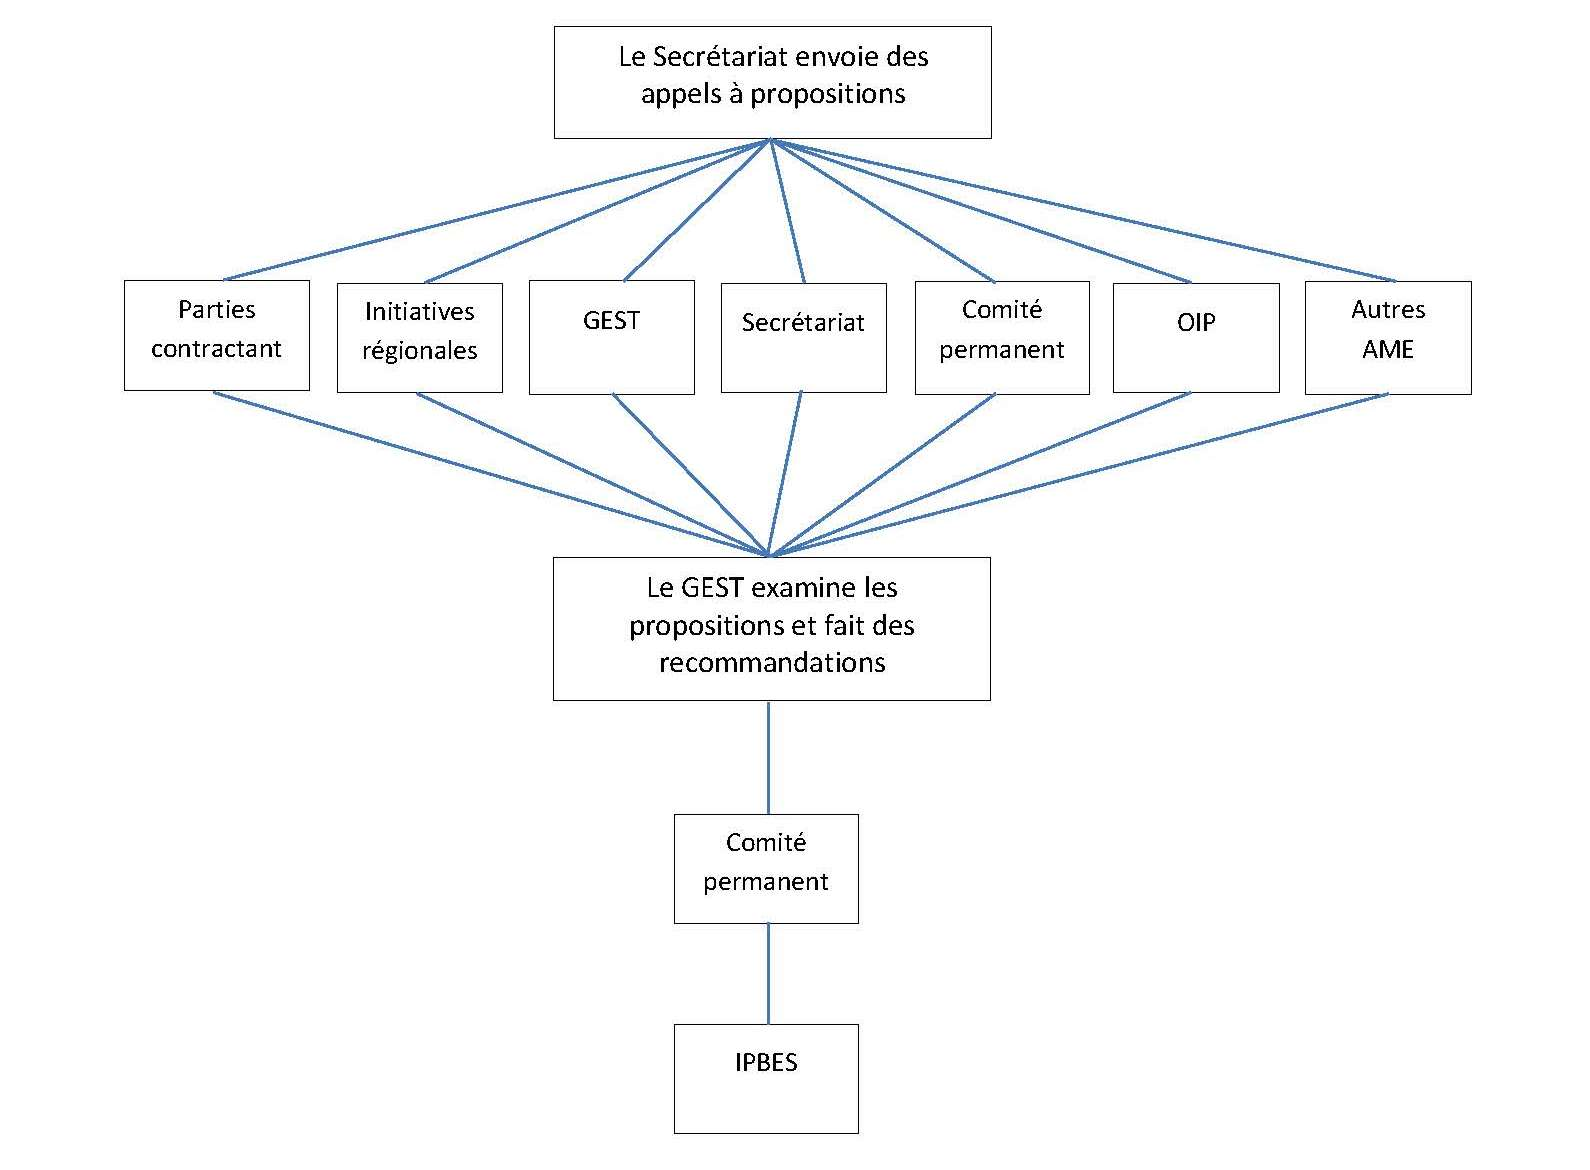 Le Secrétariat envoie des
appels à propositions
Parties
contractant
Initiatives
régionales
GEST
Secrétariat
Comité
permanent
OIP
Autres
AME
Le GEST examine les
propositions et fait des
recommandations
Comité
permanent
IPBES